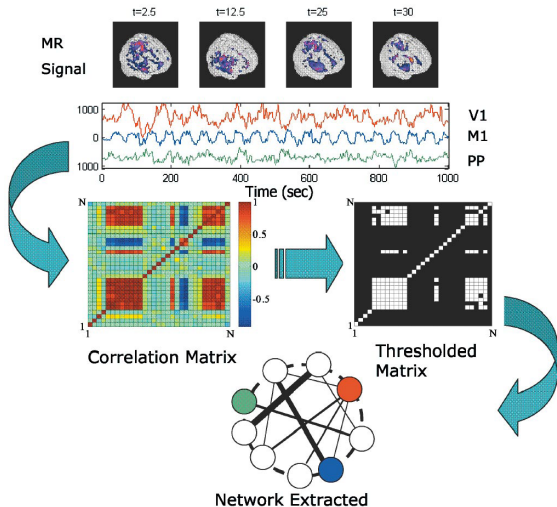 t=2.5 t=12.5 t=25 t=30
MR
Signal
1000
0
1000
V1
M1
PP
0 200 400 600 800 1000
Time (sec)
N
1
0.5
0
-0.5
1
1 N
N
1
1 N
Correlation Matrix
Thresholded
Matrix
Network Extracted